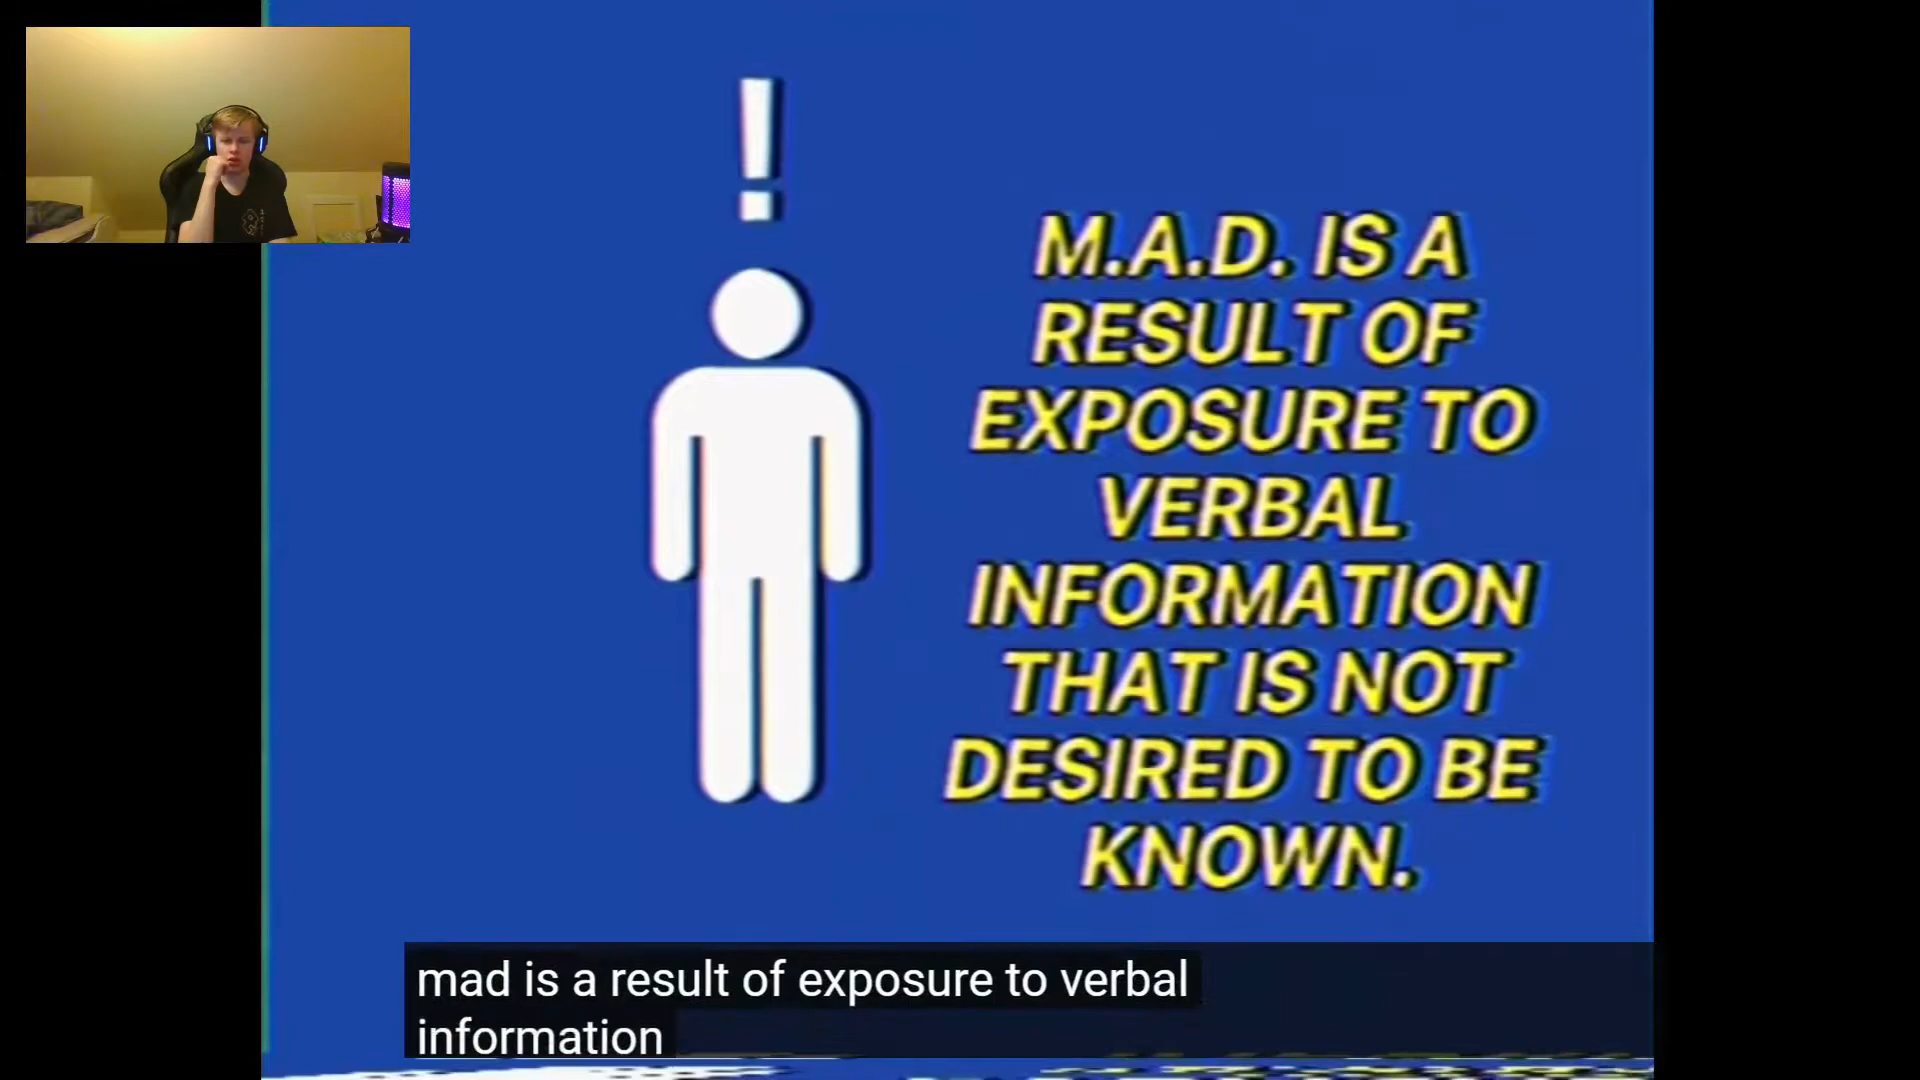 !
M.A.D. IS A
RESULT OF
EXPOSURE TO
VERBAL
INFORMATION
THAT IS NOT
DESIRED TO BE
KNOWN.
mad is a result of exposure to verbal
information